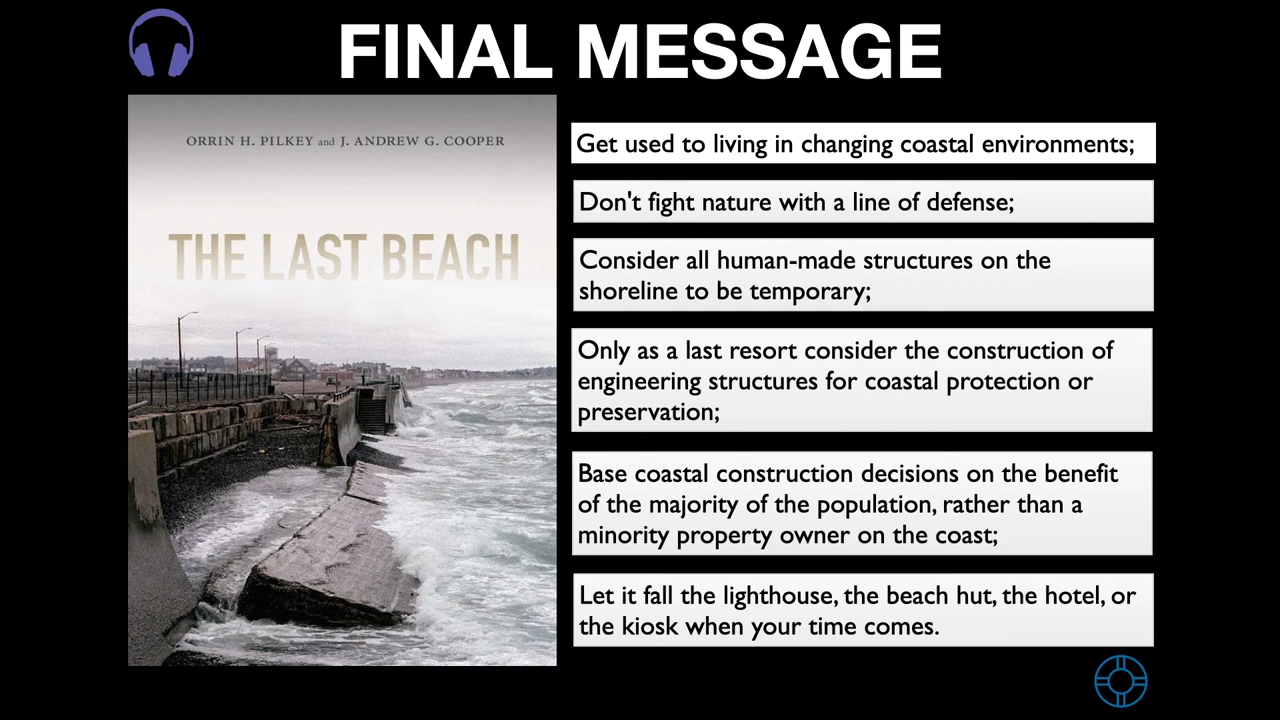 FINAL MESSAGE
ORRIN H. PILKEY and J. ANDREW G. COOPER
THE LAST BEACH
Get used to living in changing coastal environments;
Don't fight nature with a line of defense;
Consider all human-made structures on the
shoreline to be temporary;
Only as a last resort consider the construction of
engineering structures for coastal protection or
preservation;
Base coastal construction decisions on the benefit
of the majority of the population, rather than a
minority property owner on the coast;
Let it fall the lighthouse, the beach hut, the hotel, or
the kiosk when your time comes.